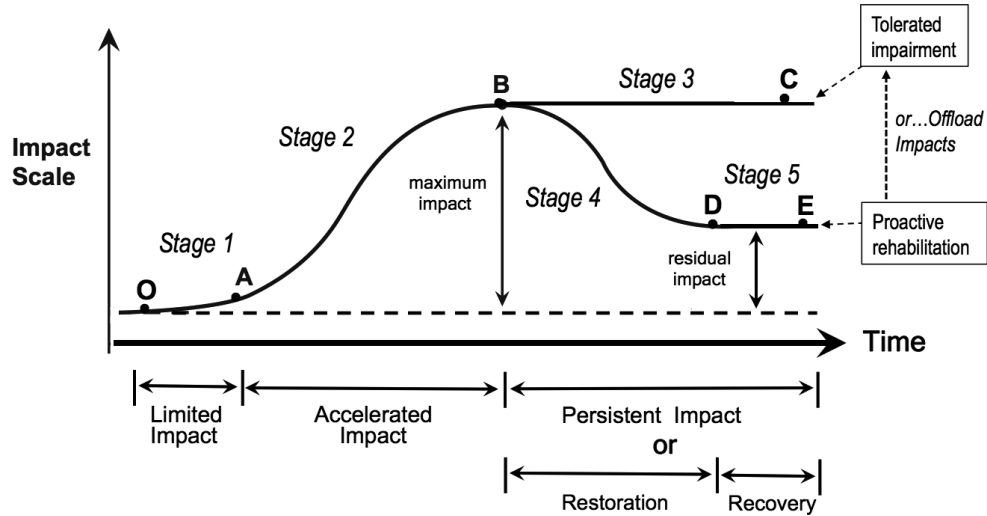 Tolerated
impairment
C
Stage 3
B
or…Offload
Impacts
Stage 2
Impact
Scale
maximum
impact
Stage 4
Stage 5
D
E
Proactive
rehabilitation
Stage 1
A
O
residual
impact
Time
Limited
Impact
Accelerated
Impact
Persistent Impact
or
Restoration
Recovery